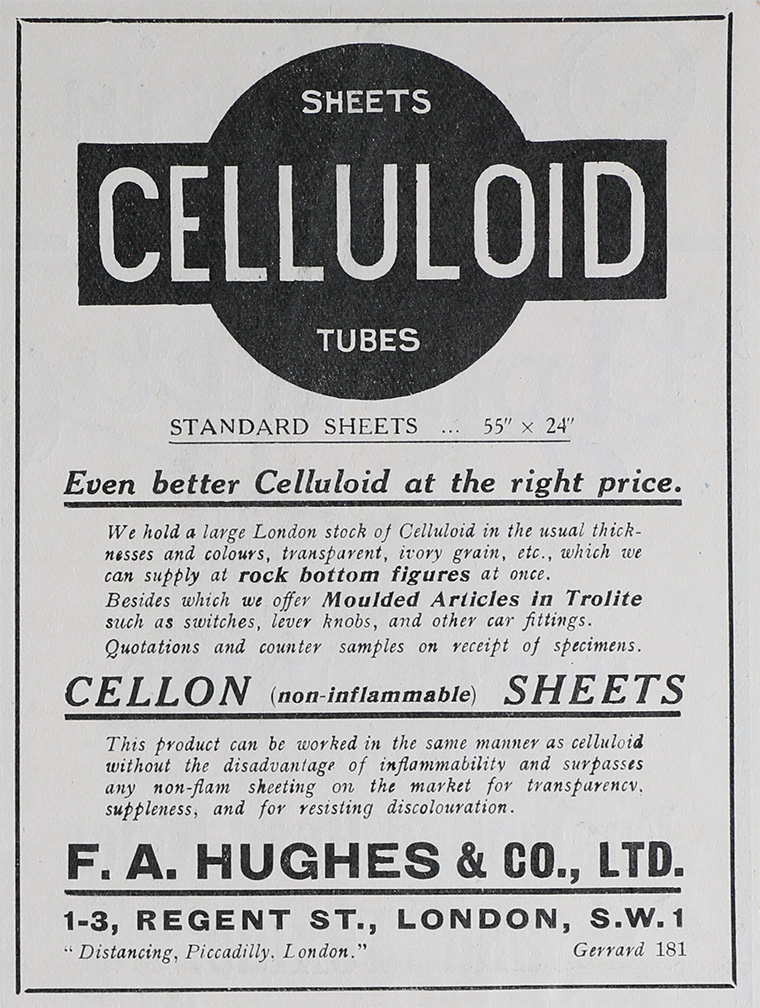 SHEETS
CELLULOID
TUBES
STANDARD SHEETS ... 55" × 24"
Even better Celluloid at the right price.
We hold a large London stock of Celluloid in the usual thick-
nesses and colours, transparent, ivory grain, etc., which we
can supply at rock bottom figures at once.
Besides which we offer Moulded Articles in Trolite
such as switches, lever knobs, and other car fittings.
Quotations and counter samples on receipt of specimens.
CELLON (non-inflammable) SHEETS
This product can be worked in the same manner as celluloid
without the disadvantage of inflammability and surpasses
any non-flam sheeting on the market for transparency,
suppleness, and for resisting discolouration.
F. A. HUGHES & CO., LTD.
1-3, REGENT ST., LONDON, S.W.1
"Distancing, Piccadilly, London." Gerrard 181